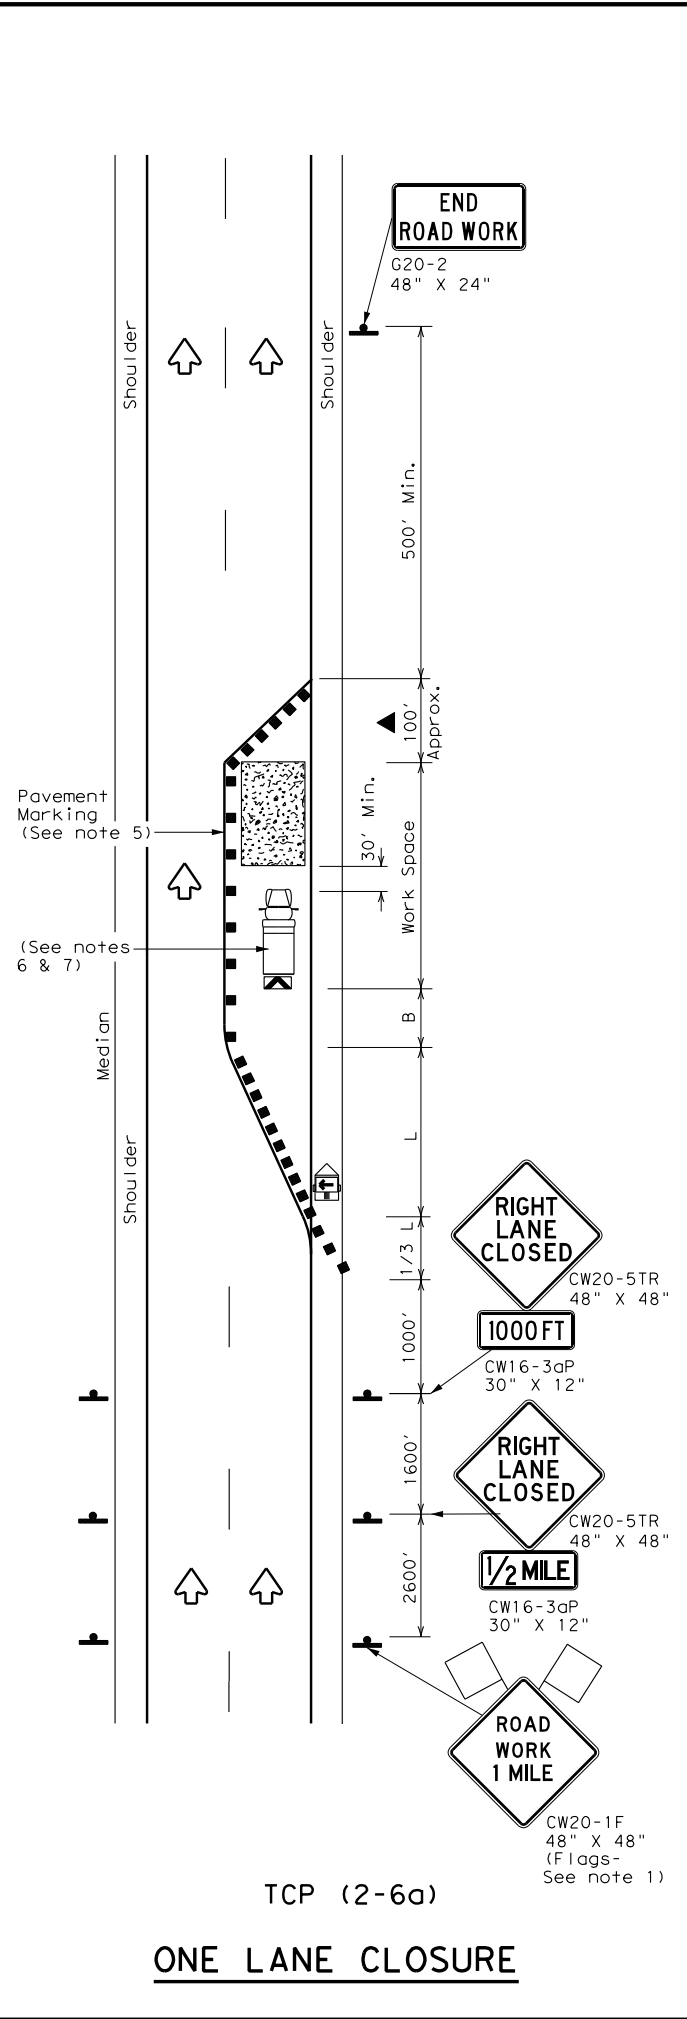 END
ROAD WORK
G20-2
48" X 24"
Shoulder
Shoulder
500' Min.
100'
Approx.
30' Min.
Pavement
Marking
(See note 5)
Work Space
(See notes
6 & 7)
B
Median
L
Shoulder
RIGHT
LANE
CLOSED
1/3 L
CW20-5TR
48" X 48"
1000 FT
1000'
CW16-3aP
30" X 12"
RIGHT
LANE
CLOSED
1600'
CW20-5TR
48" X 48"
1/2 MILE
2600'
CW16-3aP
30" X 12"
ROAD
WORK
1 MILE
CW20-1F
48" X 48"
(Flags-
See note 1)
TCP (2-6a)
ONE LANE CLOSURE